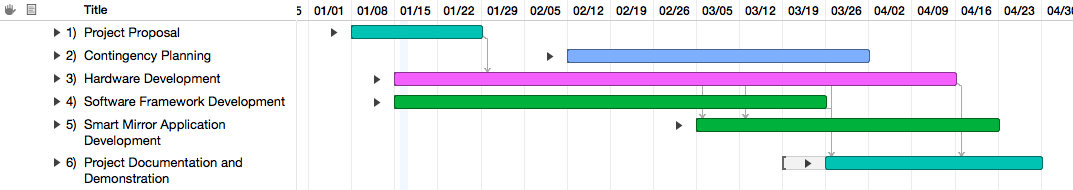 Title 5 01/01 01/08 01/15 01/22 01/29 02/05 02/12 02/19 02/26 03/05 03/12 03/19 03/26 04/02 04/09 04/16 04/23 04/30
1) Project Proposal
2) Contingency Planning
3) Hardware Development
4) Software Framework Development
5) Smart Mirror Application
Development
6) Project Documentation and
Demonstration